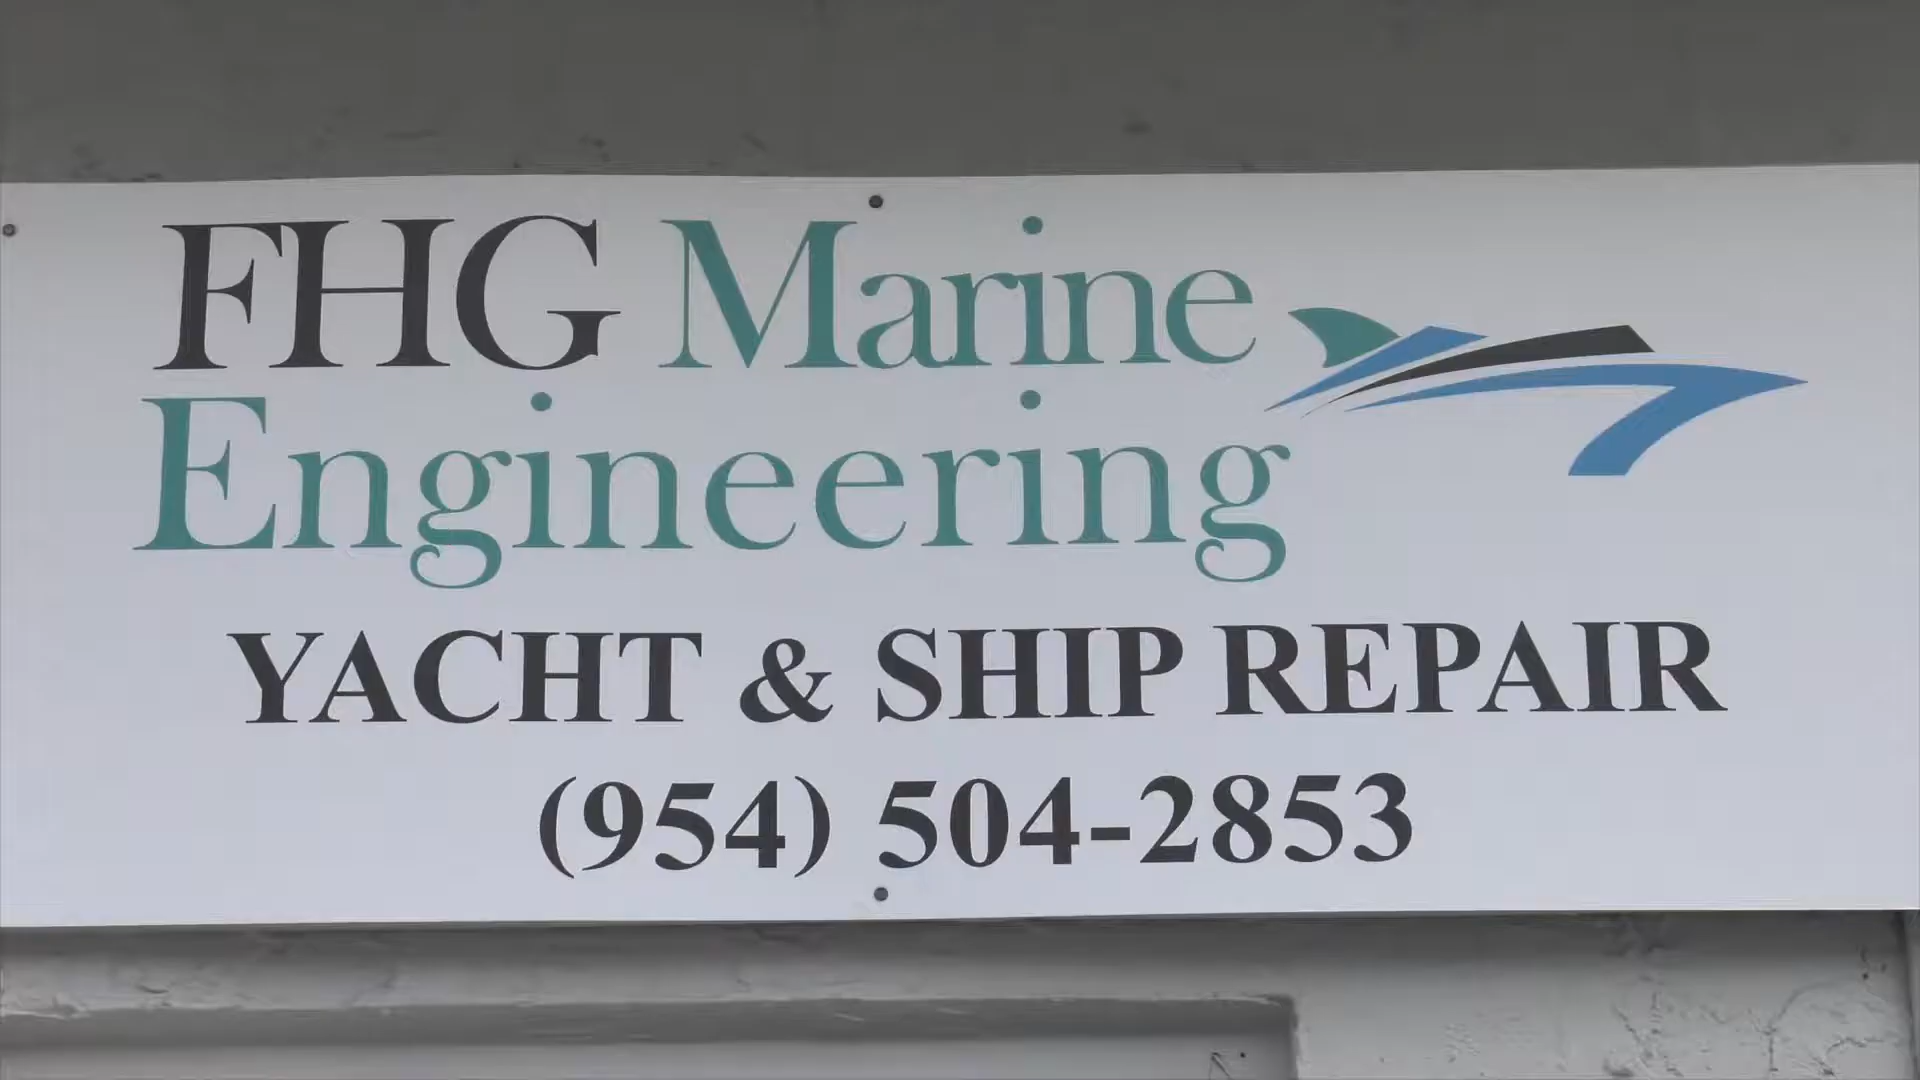 FHG Marine
Engineering
YACHT & SHIP REPAIR
(954) 504-2853